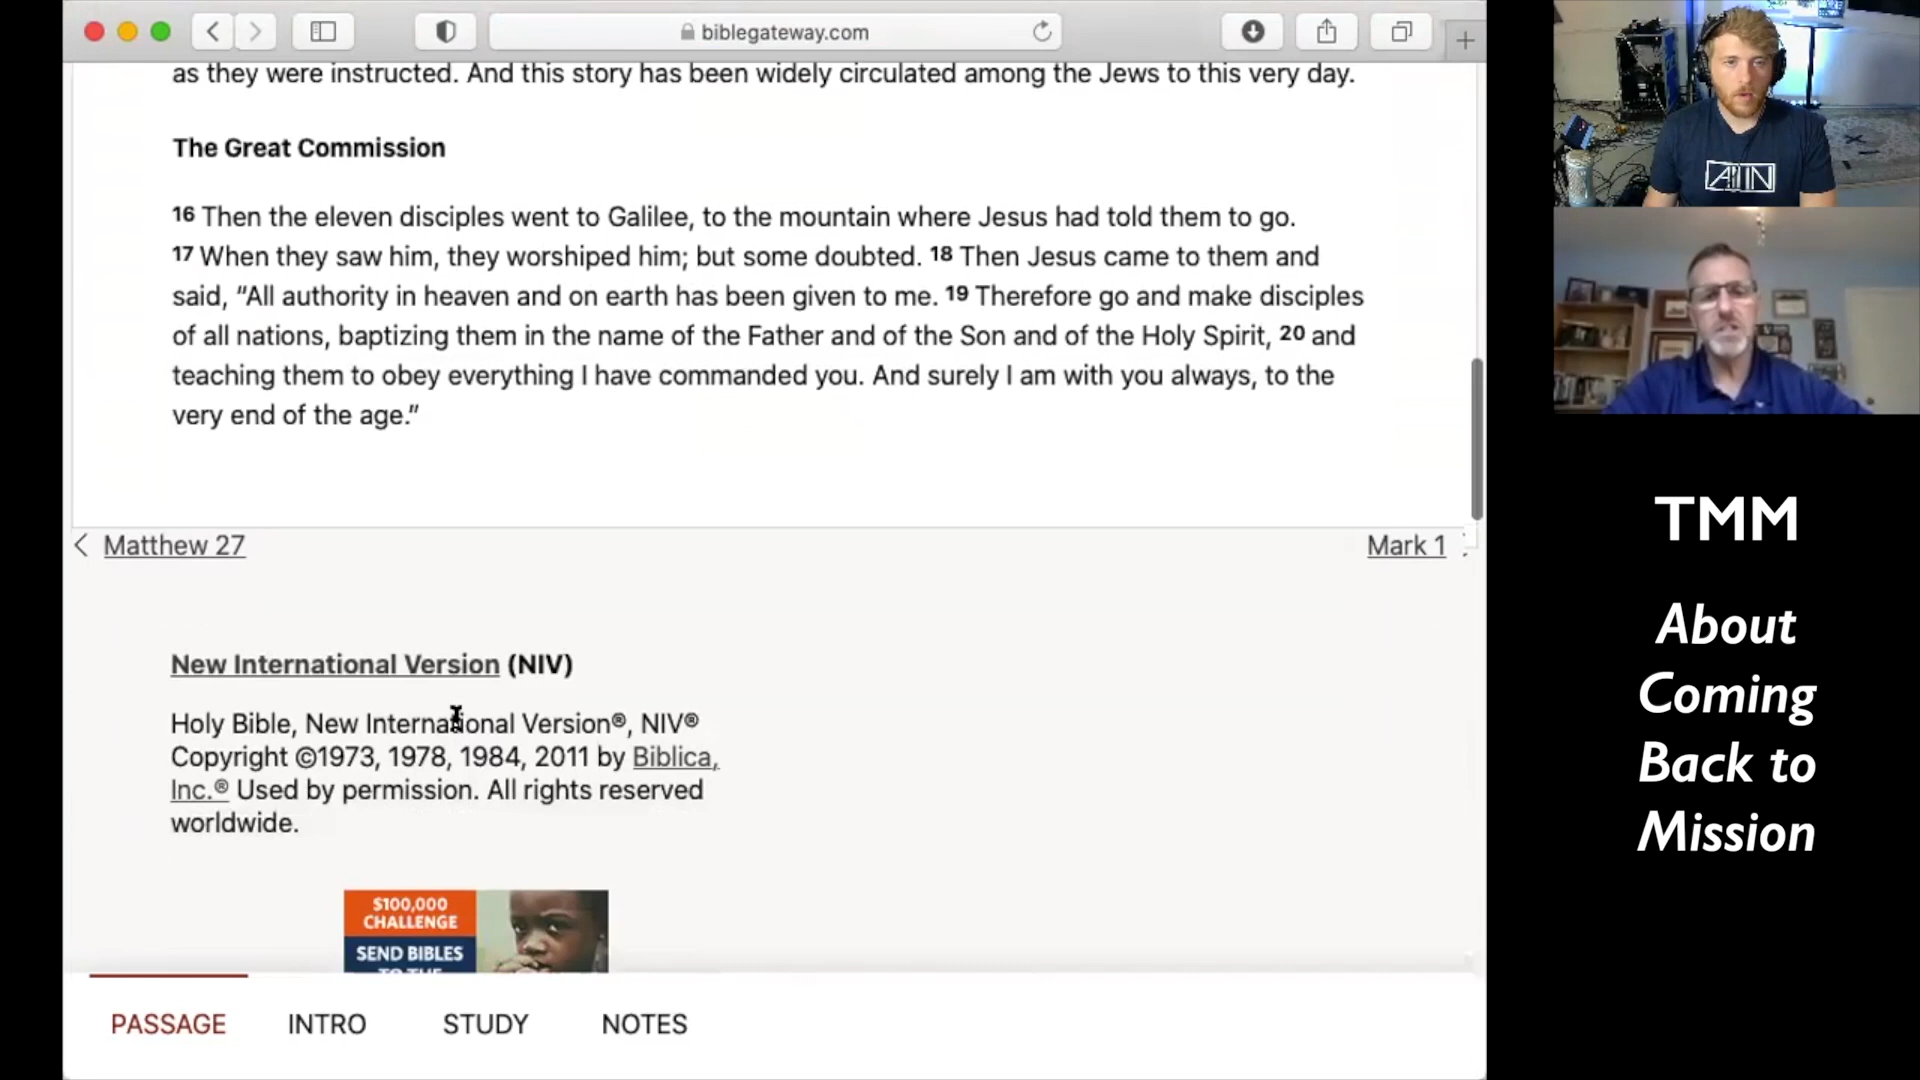 biblegateway.com
as they were instructed. And this story has been widely circulated among the Jews to this very day.
The Great Commission
16 Then the eleven disciples went to Galilee, to the mountain where Jesus had told them to go.
17 When they saw him, they worshiped him; but some doubted. 18 Then Jesus came to them and
said, “All authority in heaven and on earth has been given to me. 19 Therefore go and make disciples
of all nations, baptizing them in the name of the Father and of the Son and of the Holy Spirit, 20 and
teaching them to obey everything I have commanded you. And surely I am with you always, to the
very end of the age.”
Matthew 27
Mark 1
New International Version (NIV)
Holy Bible, New International Version®, NIV®
Copyright ©1973, 1978, 1984, 2011 by Biblica,
Inc.® Used by permission. All rights reserved
worldwide.
$100,000
CHALLENGE
SEND BIBLES
TO THE
PASSAGE INTRO STUDY NOTES
TMM
About
Coming
Back to
Mission